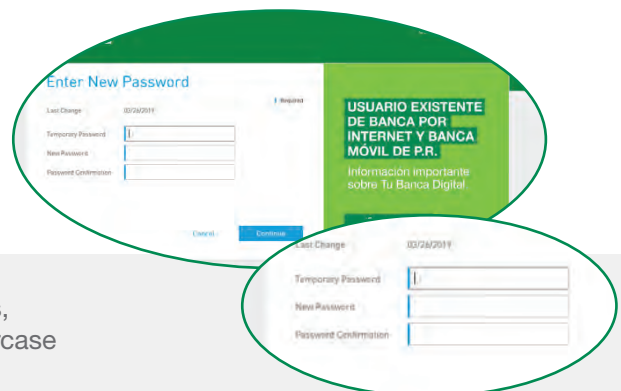 Enter New Password
Required
Last Change 03/26/2019
Temporary Password
New Password
Password Confirmation
Cancel Continue
USUARIO EXISTENTE
DE BANCA POR
INTERNET Y BANCA
MÓVIL DE P.R.
Información importante
sobre Tu Banca Digital
Last Change 03/26/2019
Temporary Password
New Password
Password Confirmation